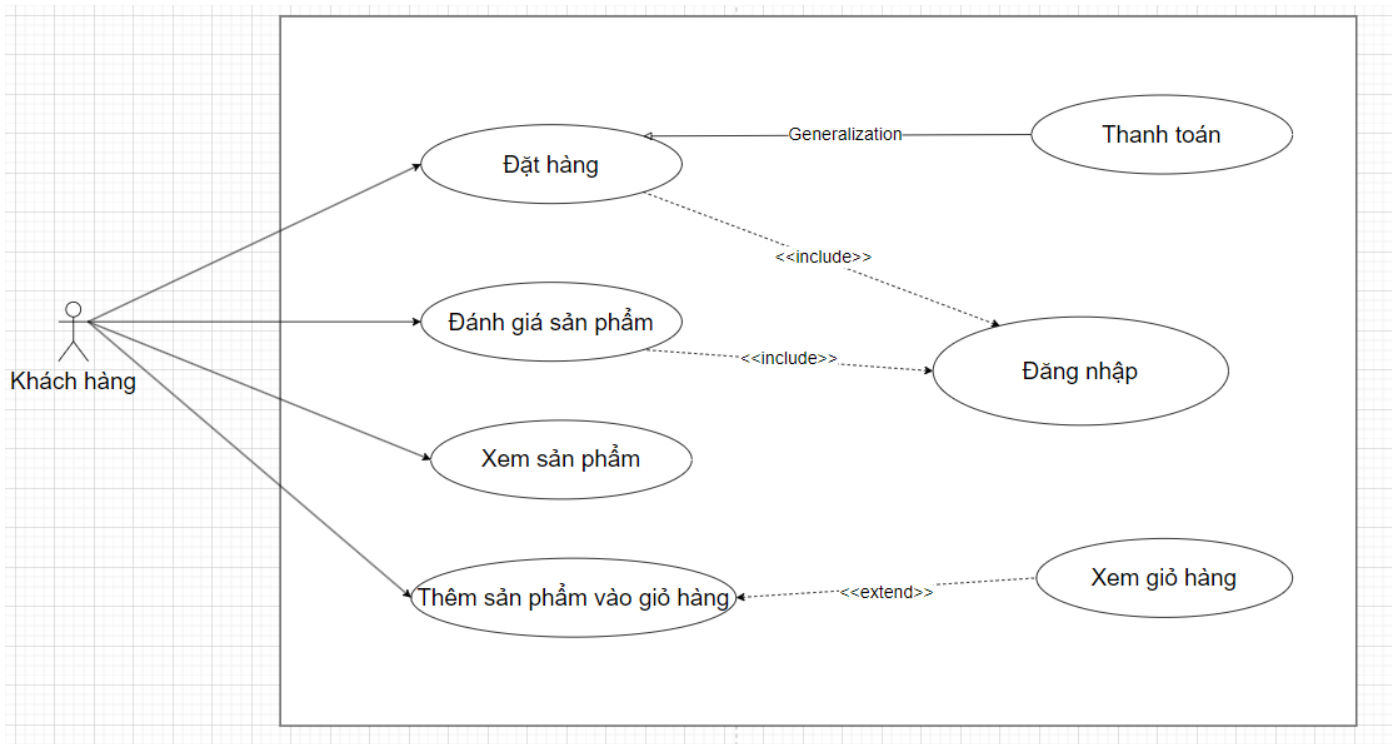 Generalization
Thanh toán
Đặt hàng
<<include>>
Đánh giá sản phẩm
<<include>>
Đăng nhập
Khách hàng
Xem sản phẩm
Thêm sản phẩm vào giỏ hàng
<<extend>>
Xem giỏ hàng